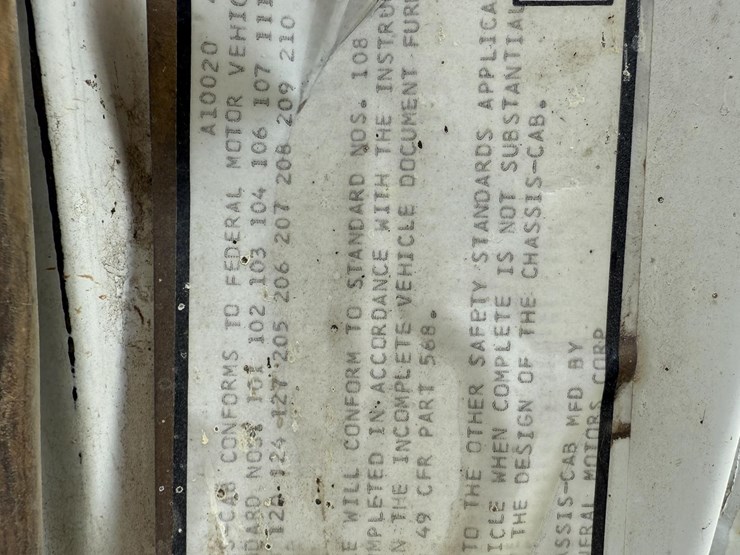 A10020
S-CAB CONFORMS TO FEDERAL MOTOR VEHIC
DARD NOS. 101 102 103 104 106 107 111
120 124 127 205 206 207 208 209 210
E WILL CONFORM TO STANDARD NOS. 108
MPLETED IN ACCORDANCE WITH THE INSTRU
N THE INCOMPLETE VEHICLE DOCUMENT FUR
49 CFR PART 568.
TO THE OTHER SAFETY STANDARDS APPLICA
ICLE WHEN COMPLETE IS NOT SUBSTANTIA
THE DESIGN OF THE CHASSIS-CAB.
SSIS-CAB MFD BY
NERAL MOTORS CORP